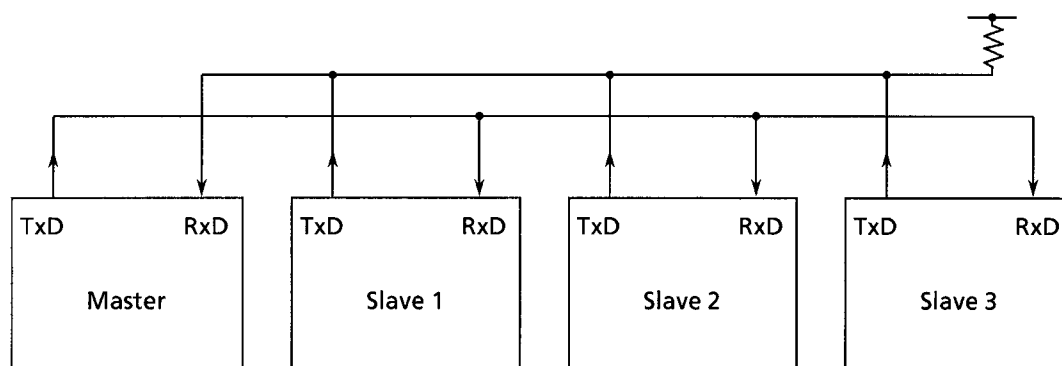 TxD RxD TxD RxD TxD RxD TxD RxD
Master Slave 1 Slave 2 Slave 3